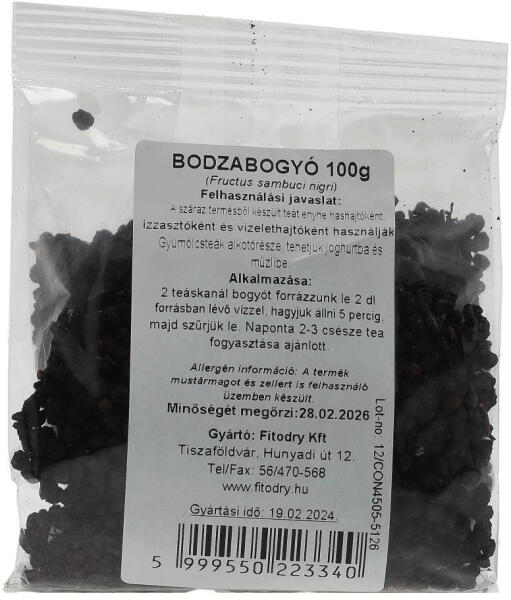 BODZABOGYÓ 100g
(Fructus sambuci nigri)
Felhasználási javaslat:
A száraz termésből készült teát enyhe hashajtóként,
izzasztóként és vizelethajtóként használják
Gyümölcsteák alkotórésze, tehetjük joghurtba és
müzlibe
Alkalmazása:
2 teáskanál bogyót forrázzunk le 2 dl
forrásban lévő vízzel, hagyjuk állni 5 percig,
majd szűrjük le. Naponta 2-3 csésze tea
fogyasztása ajánlott.
Allergén információ: A termék
mustármagot és zellert is felhasználó
üzemben készült.
Minőségét megőrzi:28.02.2026
Gyártó: Fitodry Kft
Tiszaföldvár, Hunyadi út 12.
Tel/Fax: 56/470-568
www.fitodry.hu
Gyártási idő: 19.02.2024.
5 999550 223340
Lot-no: 12/CON4505-5126